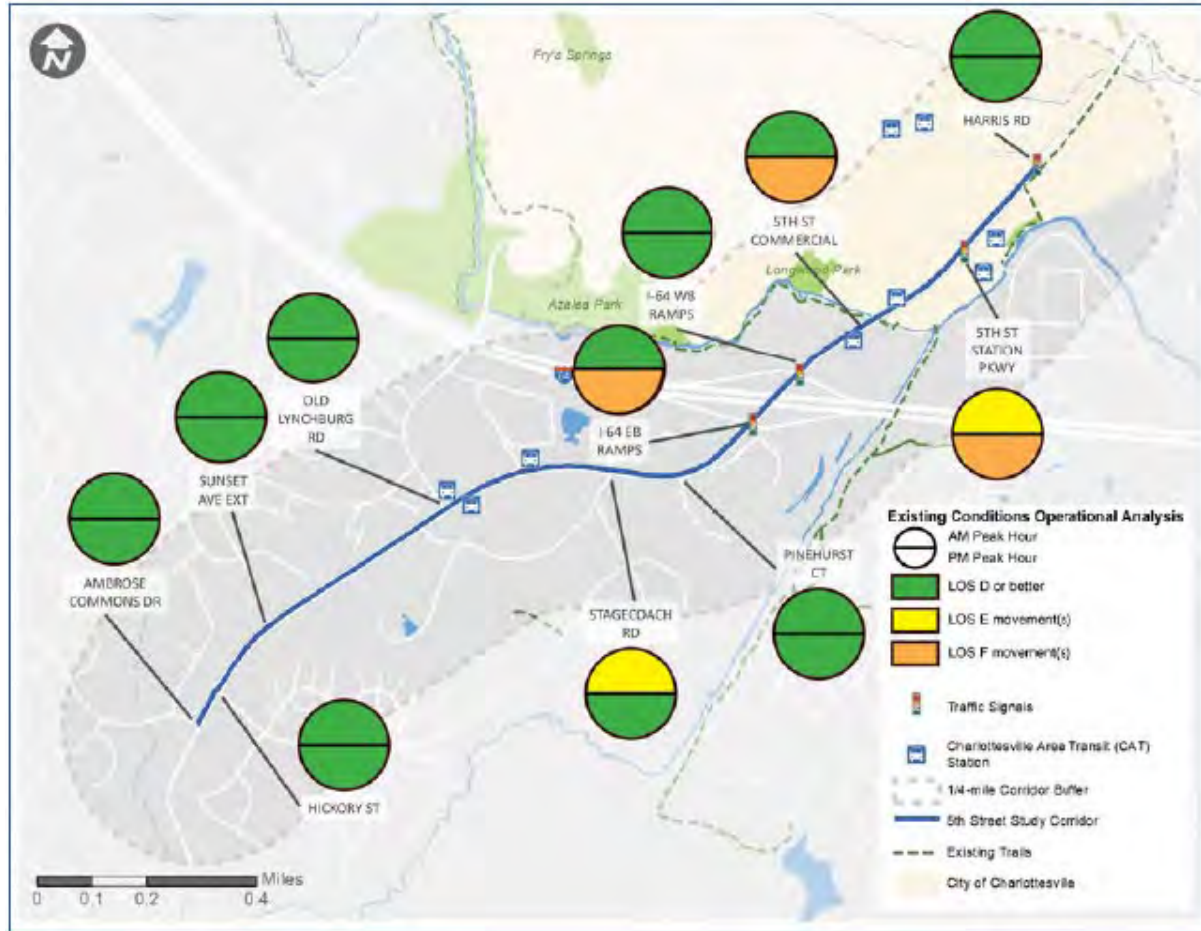 N
Fry's Springs
HARRIS RD
5TH ST
COMMERCIAL
Longwood Park
I-64 WB
RAMPS
Azalea Park
5TH ST
STATION
PKWY
OLD
LYNCHBURG
RD
I-64 EB
RAMPS
SUNSET
AVE EXT
AMBROSE
COMMONS DR
PINEHURST
CT
STAGECOACH
RD
HICKORY ST
Existing Conditions Operational Analysis
AM Peak Hour
PM Peak Hour
LOS D or better
LOS E movement(s)
LOS F movement(s)
Traffic Signals
Charlottesville Area Transit (CAT)
Station
1/4-mile Corridor Buffer
5th Street Study Corridor
Existing Trails
City of Charlottesville
Miles
0 0.1 0.2 0.4